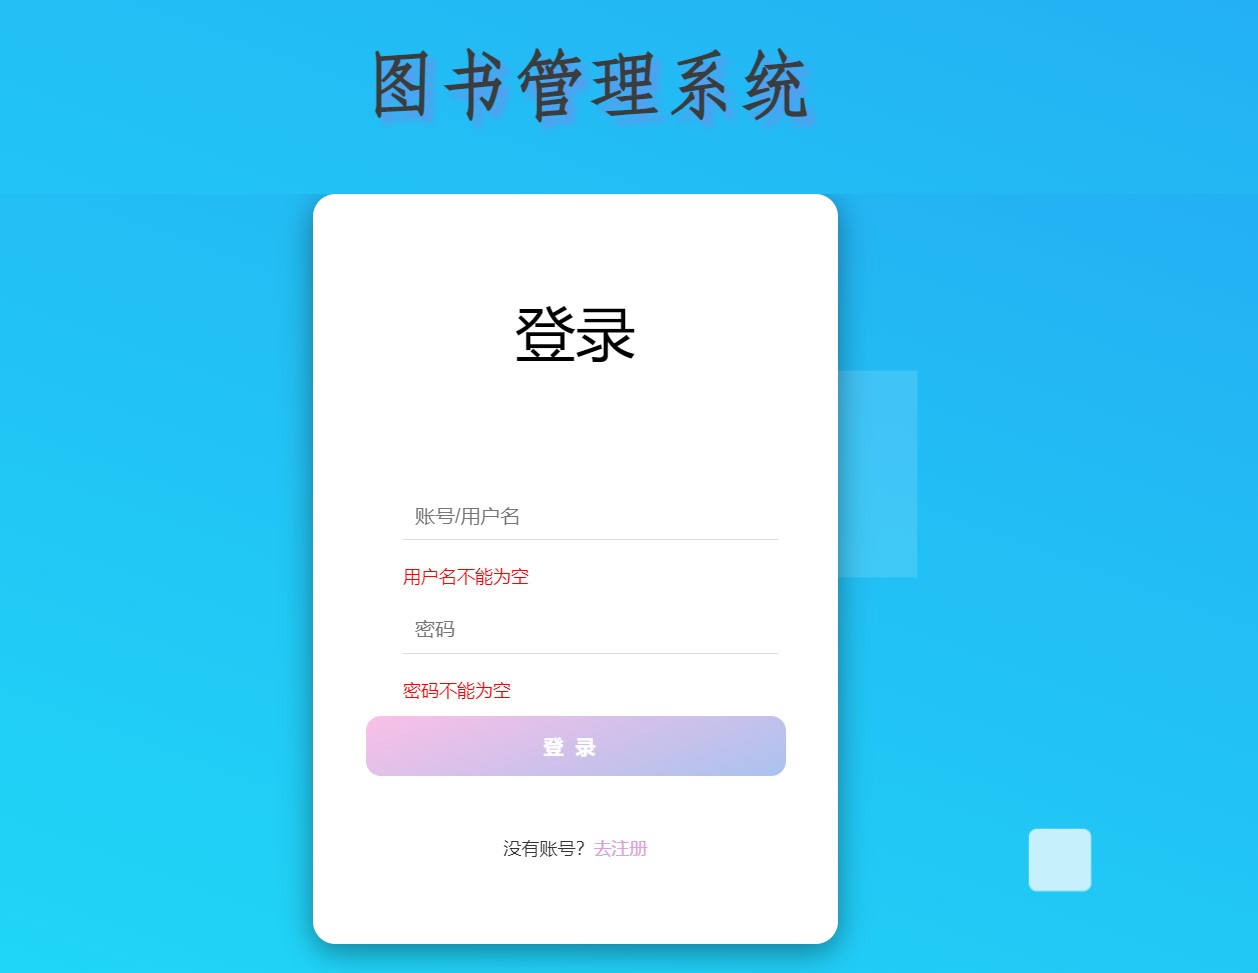 图书管理系统
登录
账号/用户名
用户名不能为空
密码
密码不能为空
登 录
没有账号？去注册